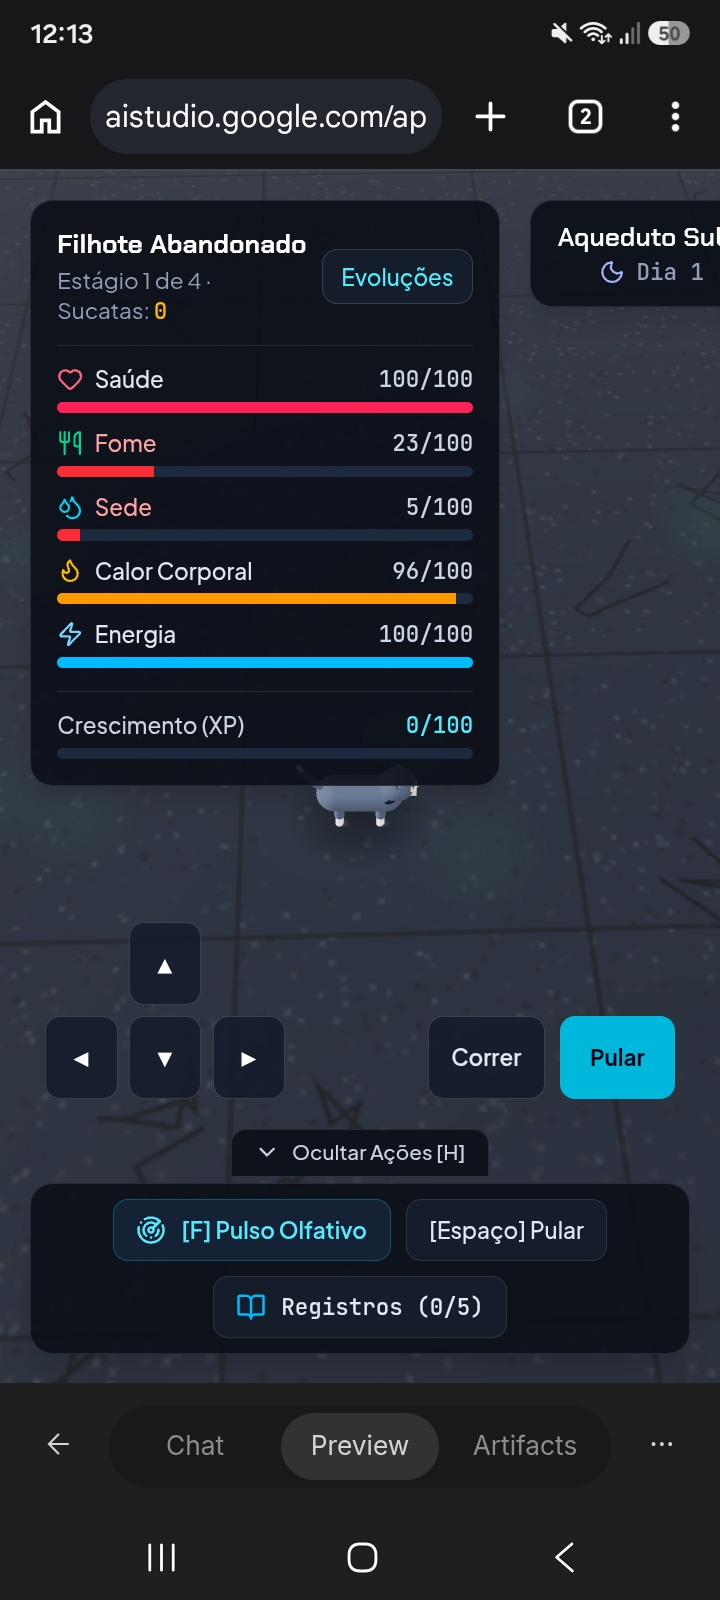 12:13
50
aistudio.google.com/ap
2
Filhote Abandonado
Estágio 1 de 4 ·
Sucatas: 0
Evoluções
Aqueduto Sul
Dia 1
Saúde 100/100
Fome 23/100
Sede 5/100
Calor Corporal 96/100
Energia 100/100
Crescimento (XP) 0/100
Correr
Pular
Ocultar Ações [H]
[F] Pulso Olfativo
[Espaço] Pular
Registros (0/5)
Chat
Preview
Artifacts